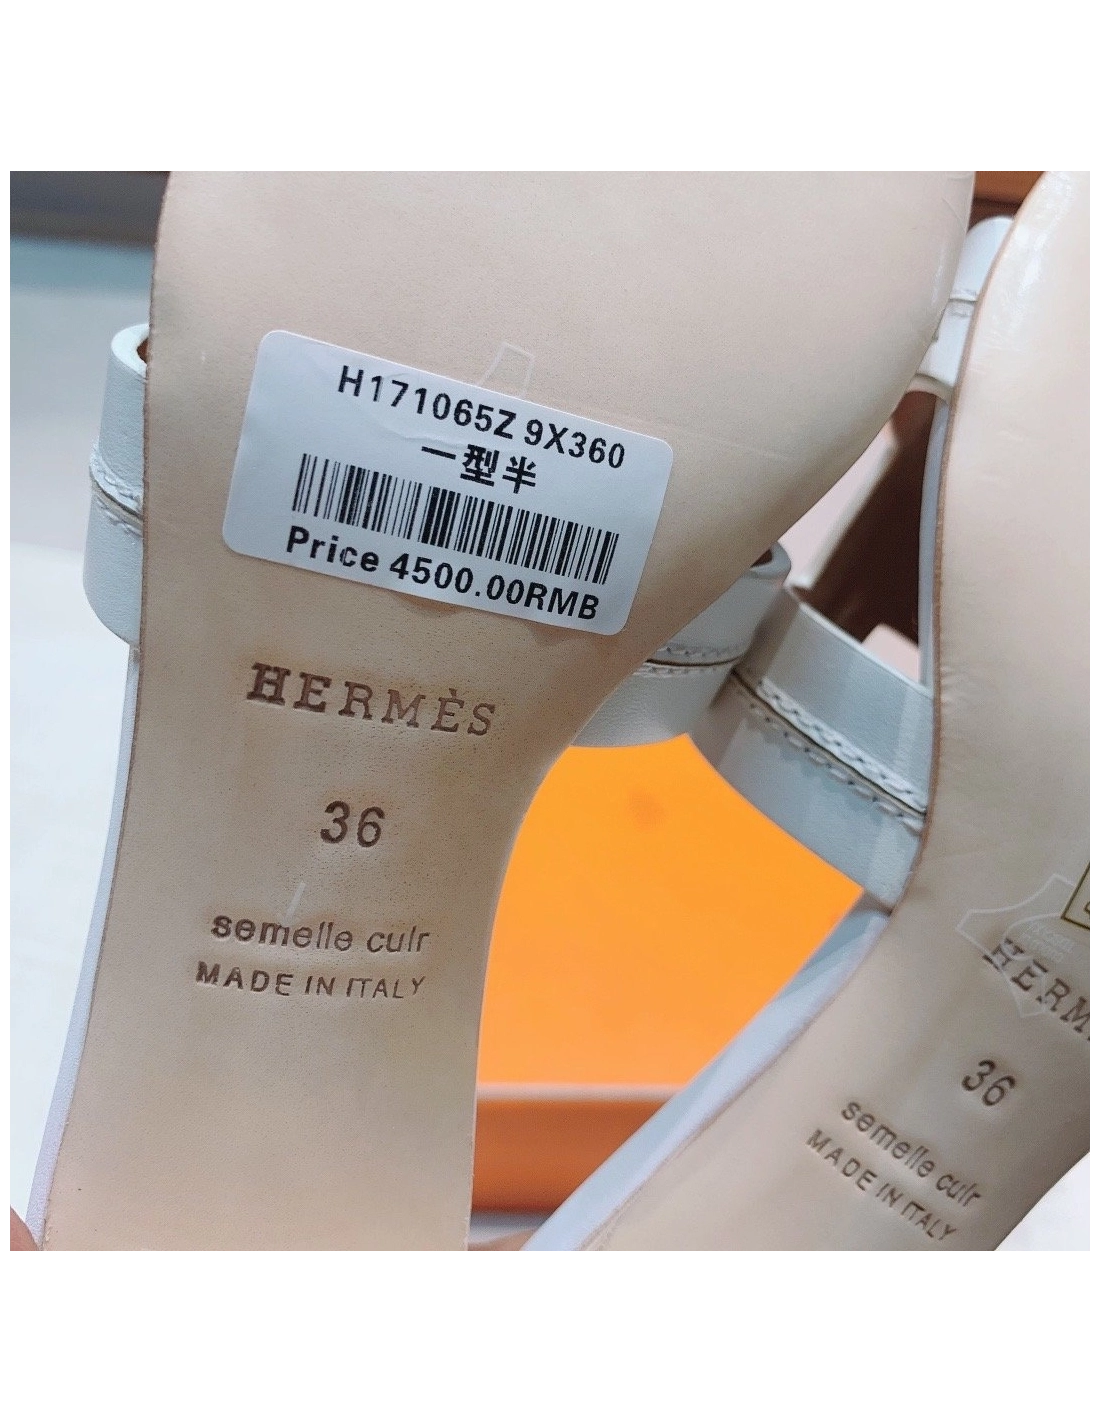 H171065Z 9X360
一型半
Price 4500.00RMB
HERMÈS
36
semelle cuir
MADE IN ITALY
36
semelle cuir
MADE IN ITALY